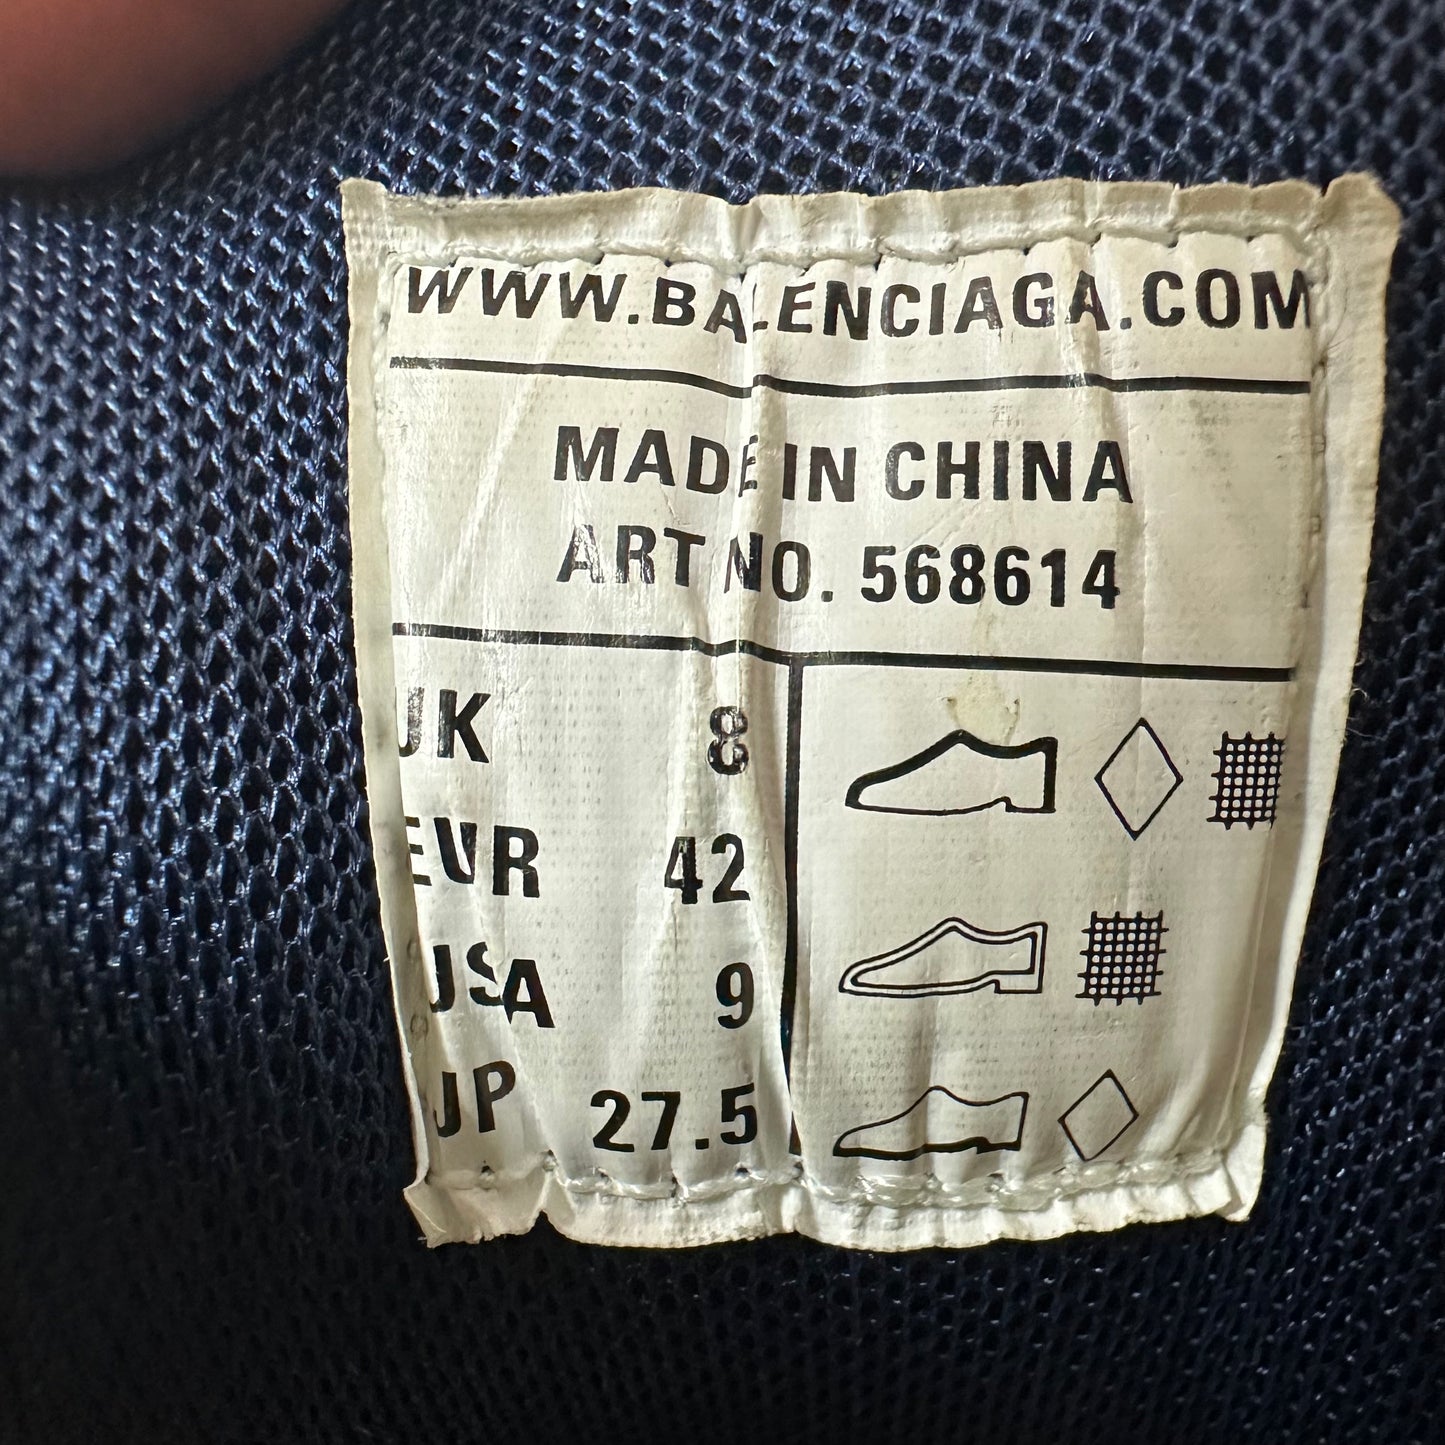 WWW.BALENCIAGA.COM
MADE IN CHINA
ART NO. 568614
UK 8
EUR 42
USA 9
JP 27.5